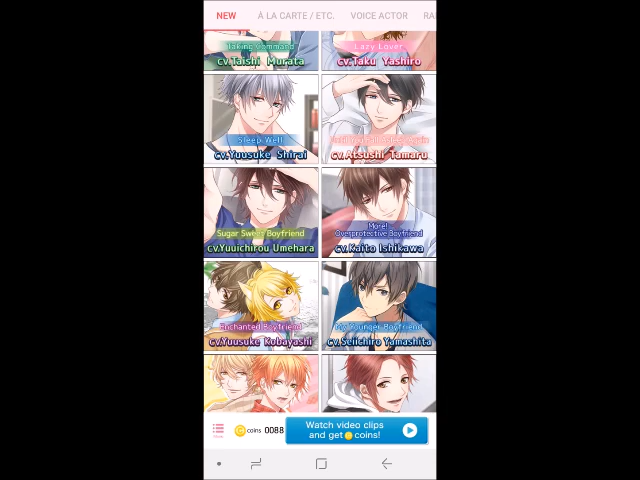 NEW À LA CARTE / ETC. VOICE ACTOR RA
Taking Command
CV.Taishi Murata
Lazy Lover
CV.Taku Yashiro
Sleep Well
CV.Yuusuke Shirai
CV.Atsushi Tamaru
Sugar Sweet Boyfriend
CV.Yuuichirou Umehara
More!
Overprotective Boyfriend
CV.Kaito Ishikawa
Enchanted Boyfriend
CV.Yuusuke Kobayashi
My Younger Boyfriend
CV.Seiichiro Yamashita
coins 0088
Watch video clips
and get coins!